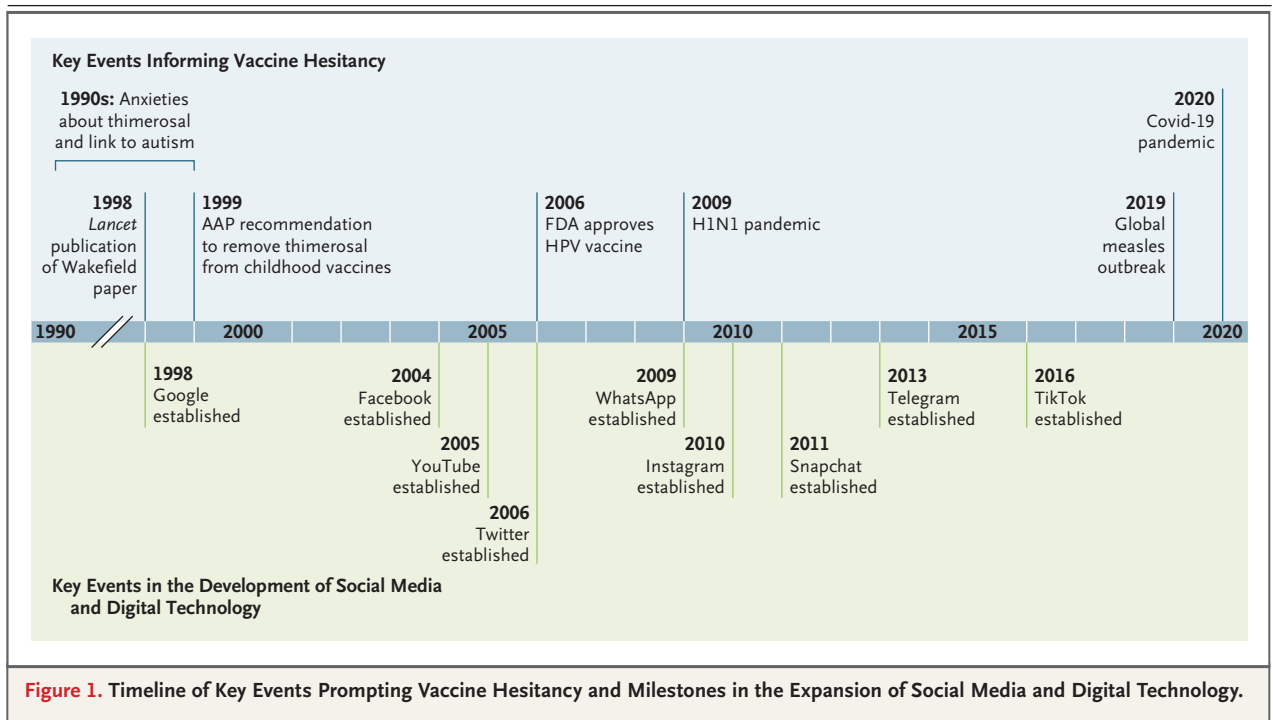 Key Events Informing Vaccine Hesitancy
1990s: Anxieties
about thimerosal
and link to autism
2020
Covid-19
pandemic
1998
Lancet
publication
of Wakefield
paper
1999
AAP recommendation
to remove thimerosal
from childhood vaccines
2006
FDA approves
HPV vaccine
2009
H1N1 pandemic
2019
Global
measles
outbreak
1990
2000
2005
2010
2015
2020
1998
Google
established
2004
Facebook
established
2005
YouTube
established
2006
Twitter
established
2009
WhatsApp
established
2010
Instagram
established
2011
Snapchat
established
2013
Telegram
established
2016
TikTok
established
Key Events in the Development of Social Media
and Digital Technology
Figure 1. Timeline of Key Events Prompting Vaccine Hesitancy and Milestones in the Expansion of Social Media and Digital Technology.